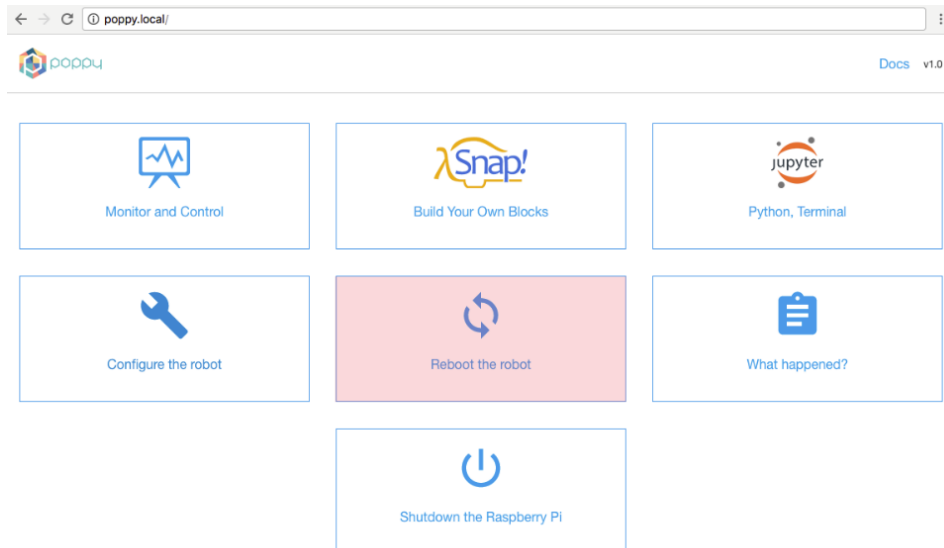 poppy.local/
poppy
Docs v1.0
Monitor and Control
λSnap!
Build Your Own Blocks
jupyter
Python, Terminal
Configure the robot
Reboot the robot
What happened?
Shutdown the Raspberry Pi